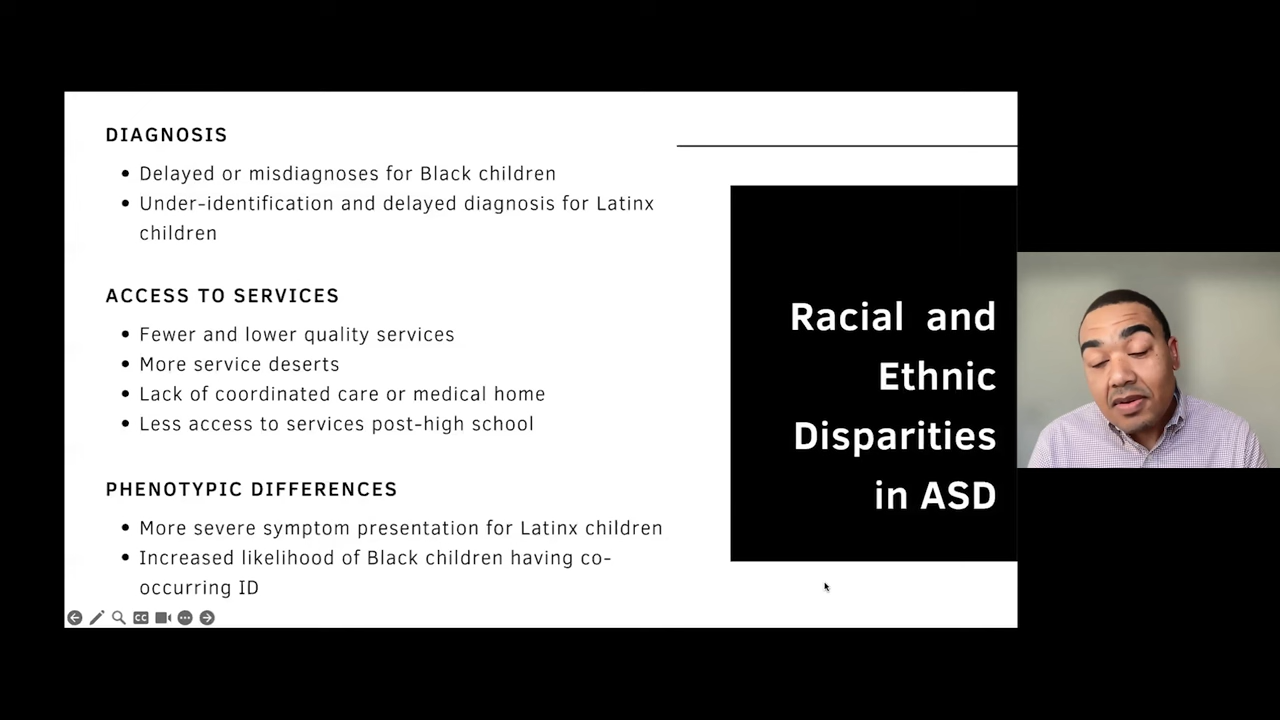 DIAGNOSIS
Delayed or misdiagnoses for Black children
Under-identification and delayed diagnosis for Latinx
children
ACCESS TO SERVICES
Fewer and lower quality services
More service deserts
Lack of coordinated care or medical home
Less access to services post-high school
PHENOTYPIC DIFFERENCES
More severe symptom presentation for Latinx children
Increased likelihood of Black children having co-
occurring ID
CC
Racial and
Ethnic
Disparities
in ASD